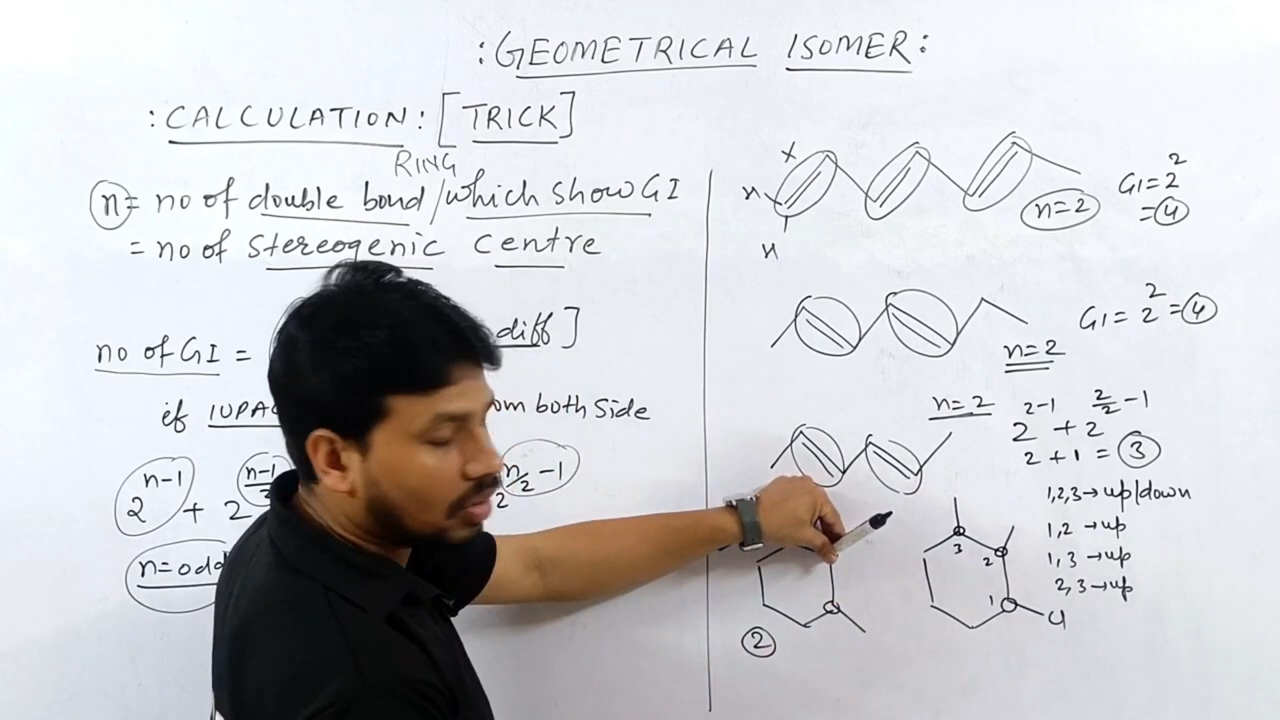 : GEOMETRICAL ISOMER :
: CALCULATION : [ TRICK ]
RING
n = no of double bond / which show GI
= no of stereogenic centre
no of GI =
diff ]
if IUPAC
from both side
2^(n-1) + 2^((n-1)/2)
2^(n/2 - 1)
n = odd
X
H
H
n=2
GI = 2^2
= 4
n=2
GI = 2^2 = 4
n=2
2^(2-1) + 2^(2/2 - 1)
2 + 1 = 3
2
3
2
1
Cl
1,2,3 → up/down
1,2 → up
1,3 → up
2,3 → up